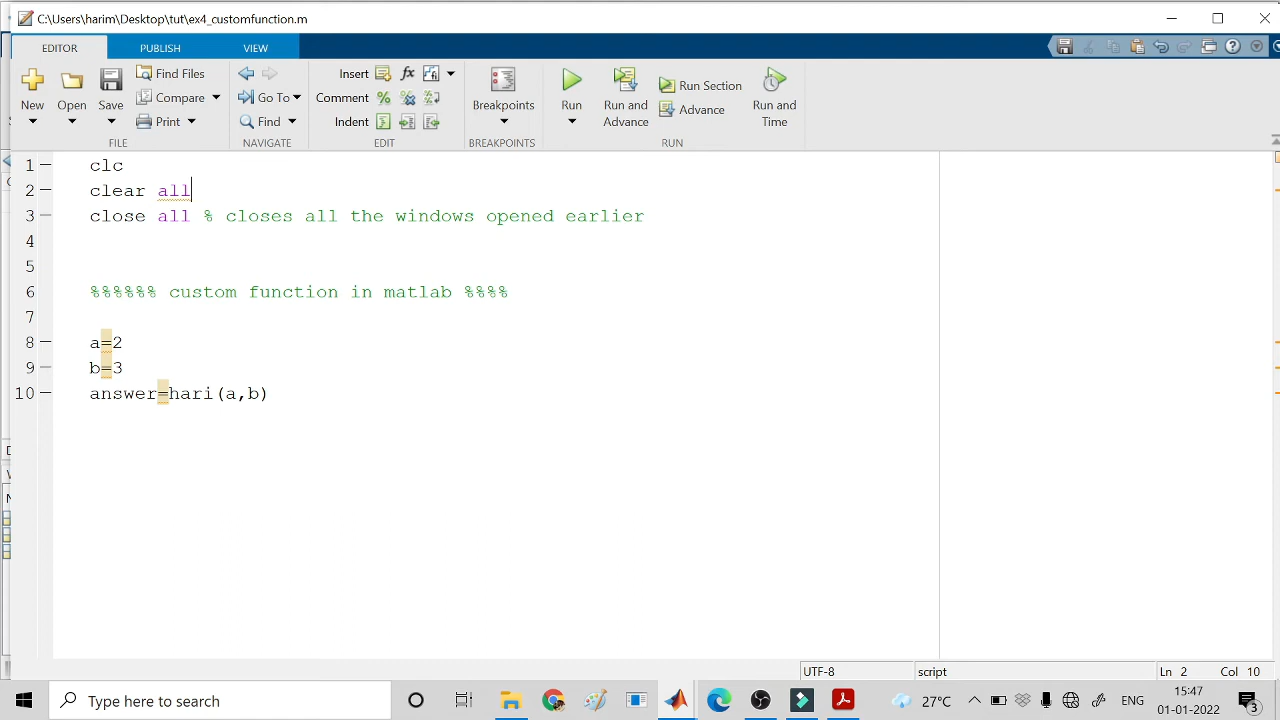 C:\Users\harim\Desktop\tut\ex4_customfunction.m
EDITOR PUBLISH VIEW
New Open Save Find Files Compare Print
FILE
Go To Find
NAVIGATE
Insert fx
Comment % %
Indent
EDIT
Breakpoints
BREAKPOINTS
Run Run and Advance Run Section Advance Run and Time
RUN
1 clc
2 clear all
3 close all % closes all the windows opened earlier
4
5
6 %%%%%% custom function in matlab %%%%
7
8 a=2
9 b=3
10 answer=hari(a,b)
UTF-8 script Ln 2 Col 10
Type here to search 27°C ENG 15:47
01-01-2022 3